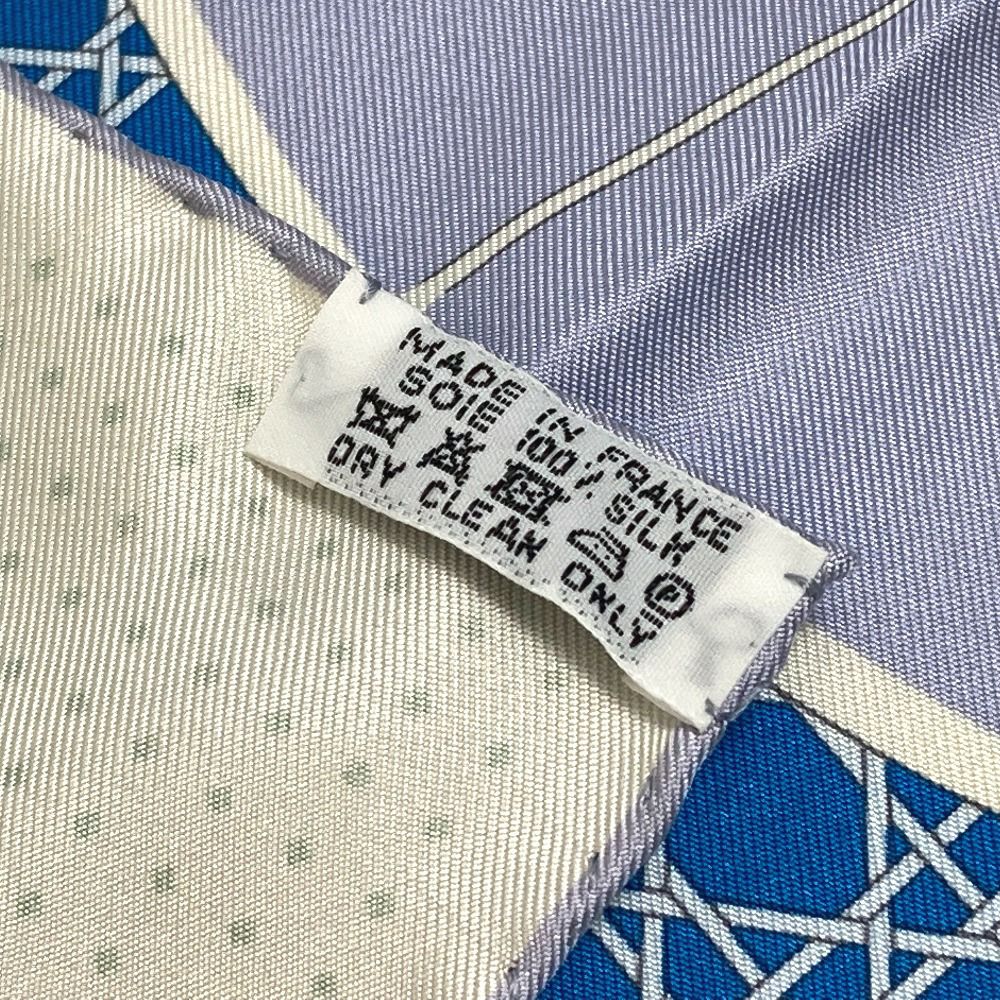 MADE IN FRANCE
SOIE 100% SILK
P
DRY CLEAN ONLY